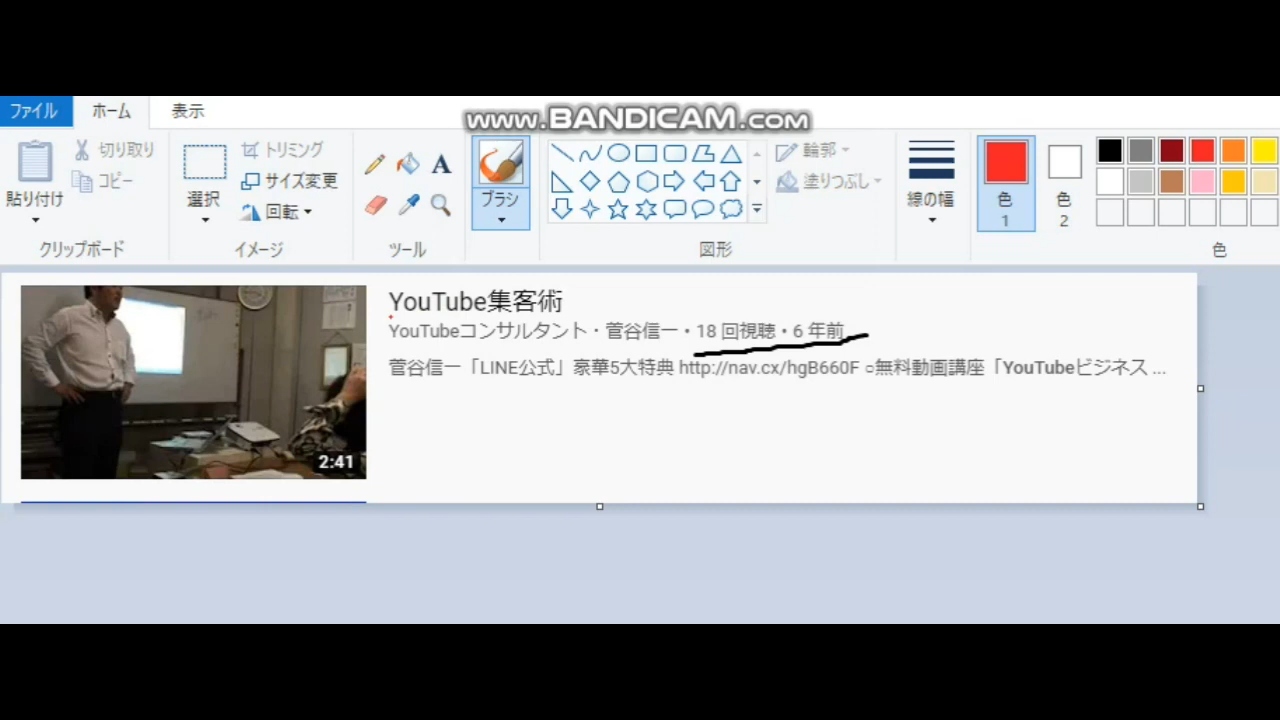 www.BANDICAM.com
ファイル ホーム 表示
貼り付け
切り取り
コピー
クリップボード
選択
トリミング
サイズ変更
回転
イメージ
A
ツール
ブラシ
輪郭
塗りつぶし
図形
線の幅
色
1
色
2
色
YouTube集客術
YouTubeコンサルタント・菅谷信一・18 回視聴・6 年前
菅谷信一「LINE公式」豪華5大特典 http://nav.cx/hgB660F ○無料動画講座「YouTubeビジネス ...
2:41